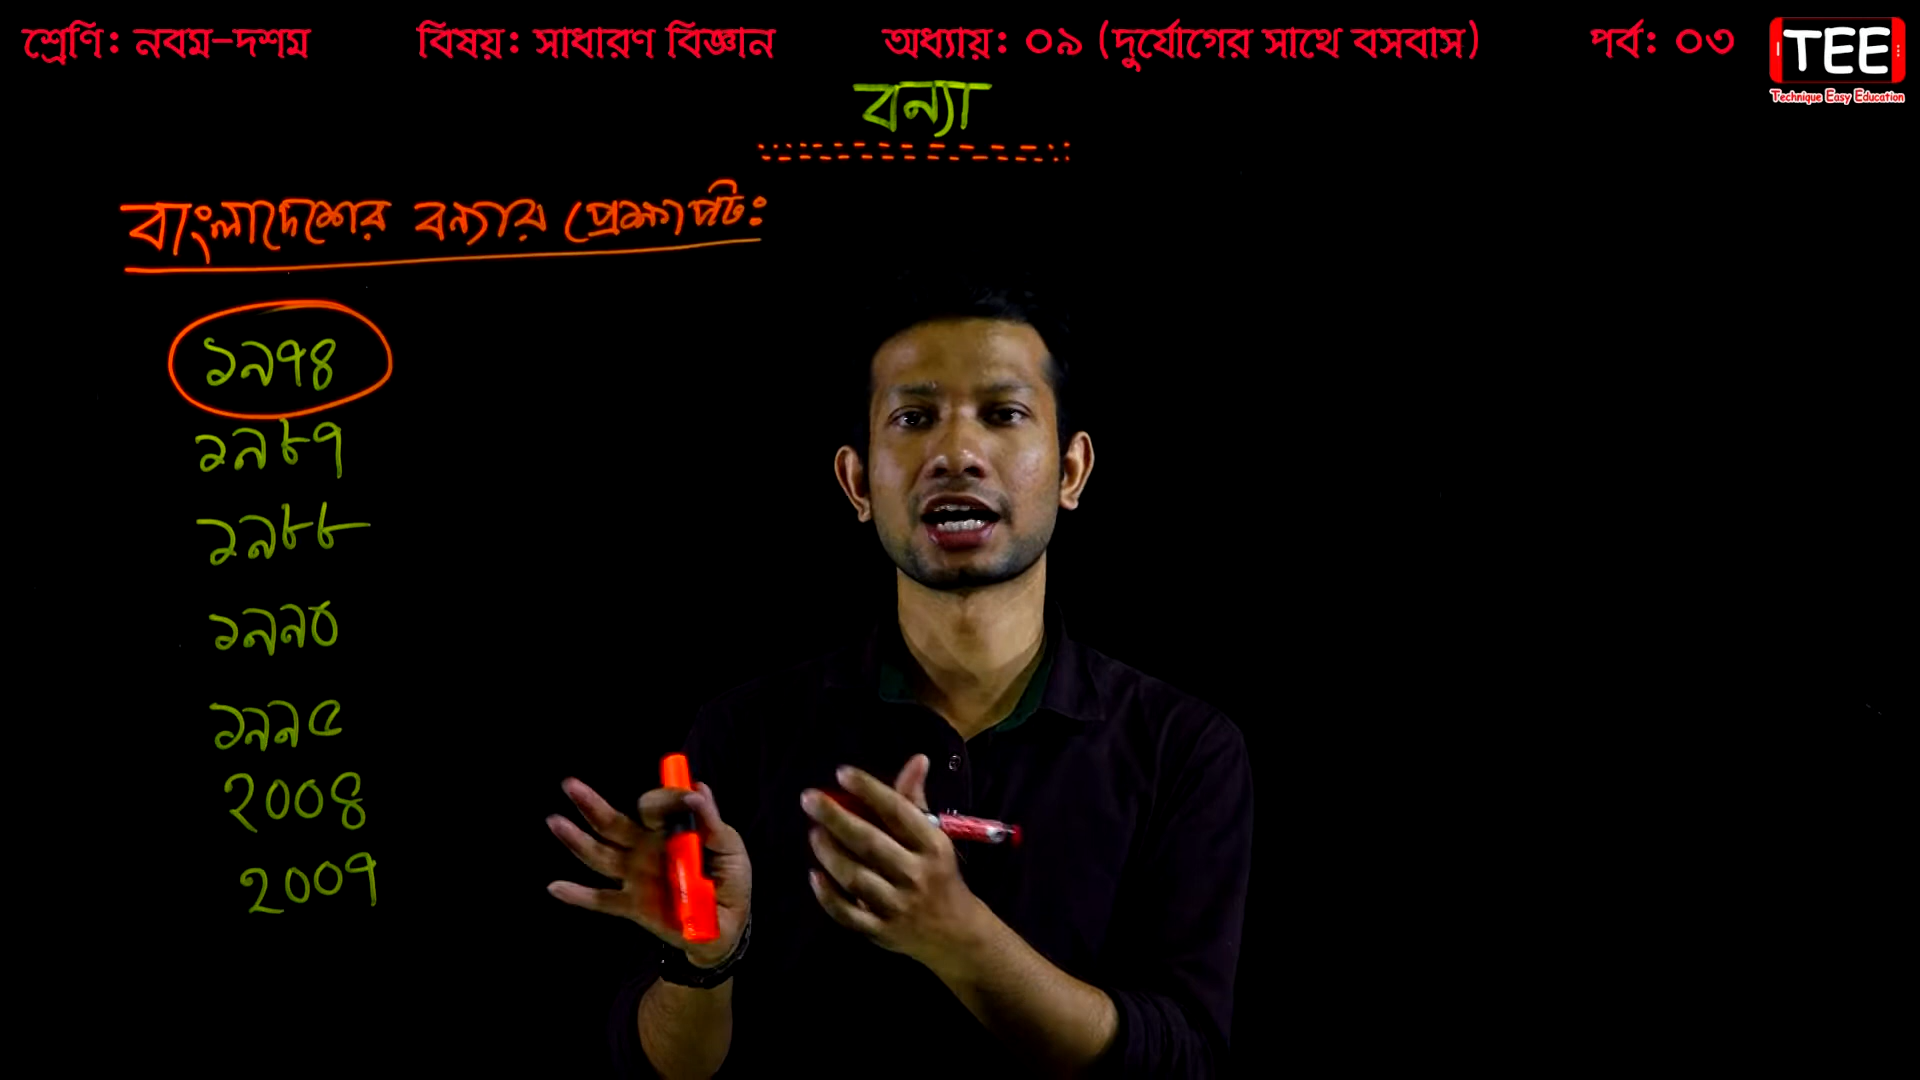 শ্রেণি: নবম-দশম বিষয়: সাধারণ বিজ্ঞান অধ্যায়: ০৯ (দুর্যোগের সাথে বসবাস) পর্ব: ০৩
TEE
Technique Easy Education
বন্যা
বাংলাদেশের বন্যার প্রেক্ষাপট:
১৯৭৪
১৯৮৭
১৯৮৮
১৯৯০
১৯৯৫
২০০৪
২০০৭